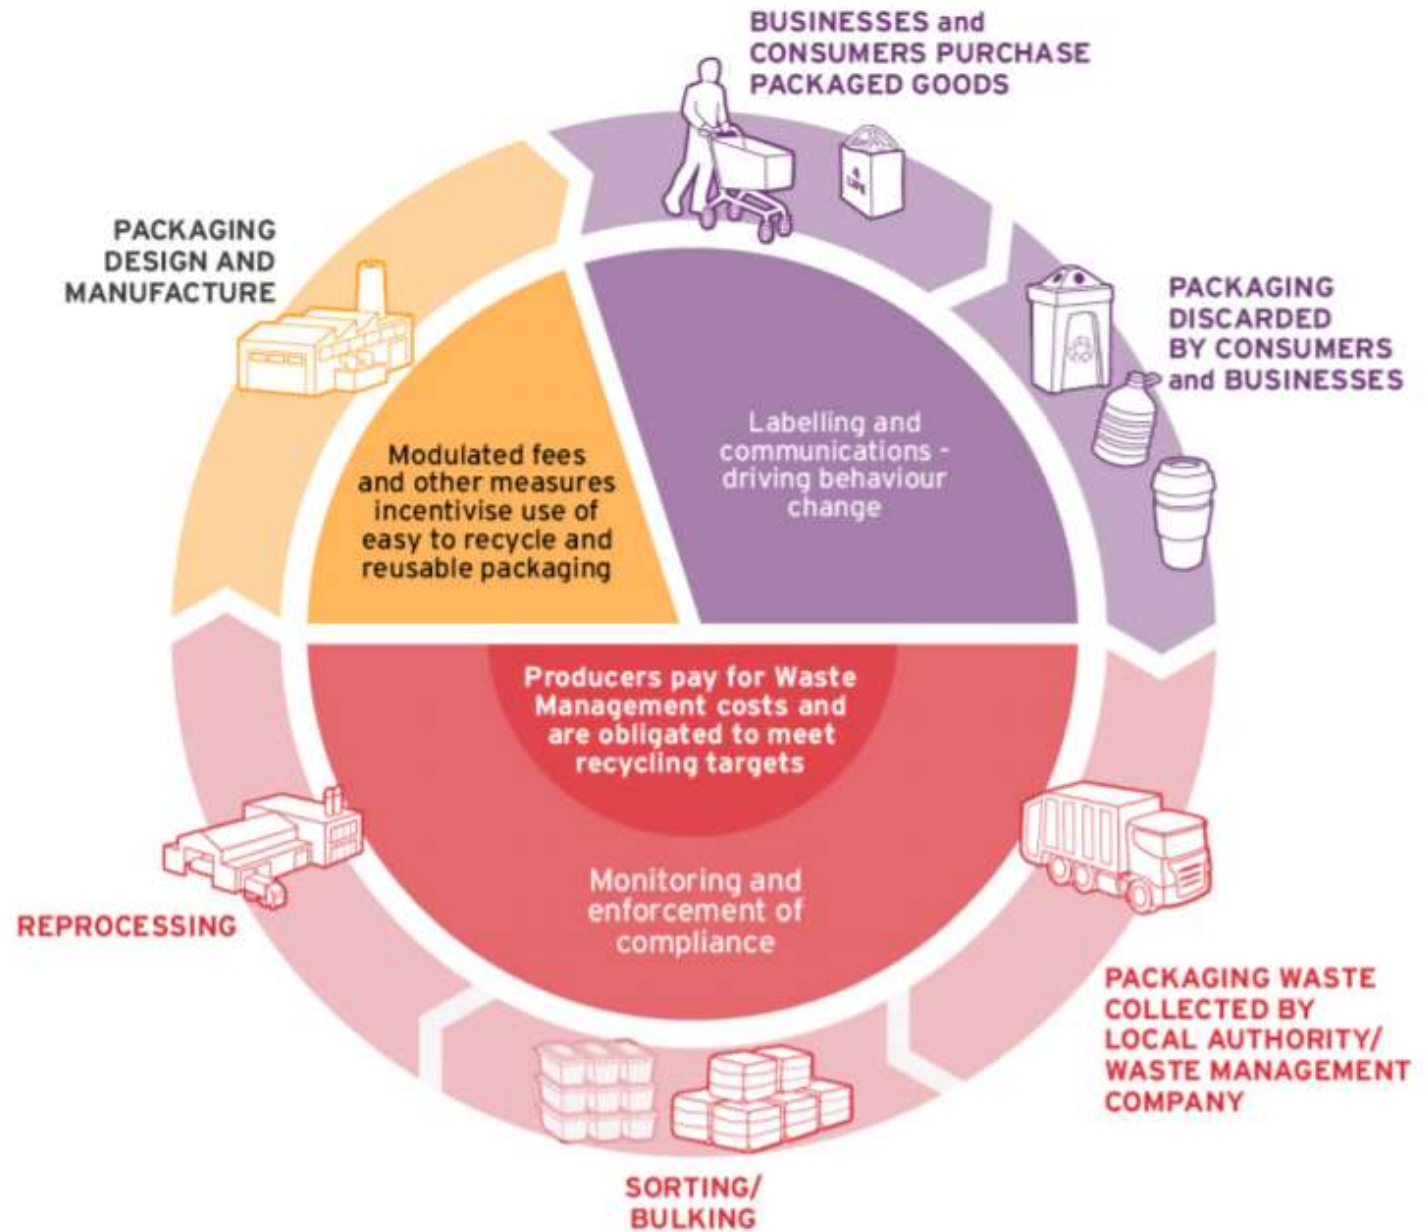 BUSINESSES and
CONSUMERS PURCHASE
PACKAGED GOODS
4
LIFE
PACKAGING
DESIGN AND
MANUFACTURE
PACKAGING
DISCARDED
BY CONSUMERS
and BUSINESSES
Modulated fees
and other measures
incentivise use of
easy to recycle and
reusable packaging
Labelling and
communications -
driving behaviour
change
Producers pay for Waste
Management costs and
are obligated to meet
recycling targets
Monitoring and
enforcement of
compliance
REPROCESSING
PACKAGING WASTE
COLLECTED BY
LOCAL AUTHORITY/
WASTE MANAGEMENT
COMPANY
SORTING/
BULKING